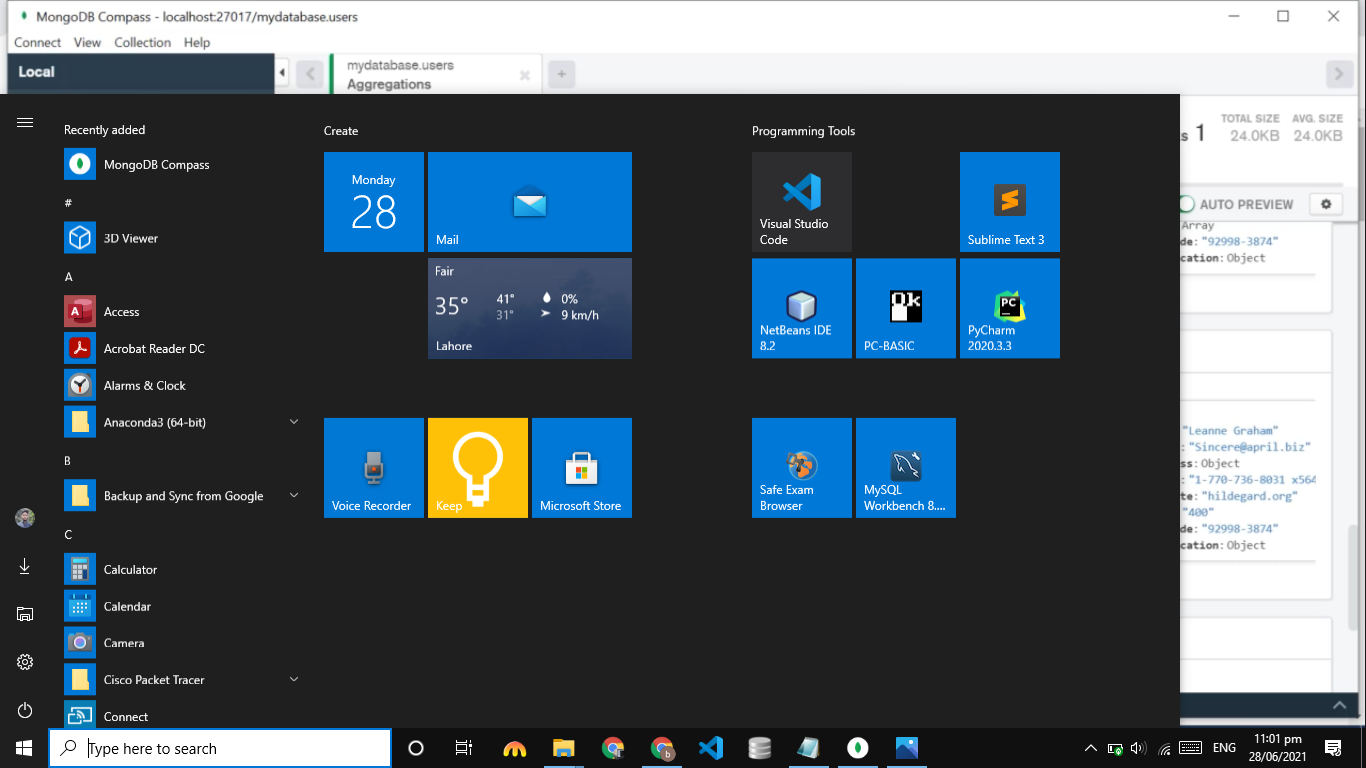 MongoDB Compass - localhost:27017/mydatabase.users
Connect View Collection Help
Local
mydatabase.users
Aggregations
1
TOTAL SIZE
24.0KB
AVG. SIZE
24.0KB
AUTO PREVIEW
Array
de: "92998-3874"
cation: Object
"Leanne Graham"
: "Sincere@april.biz"
ss: Object
: "1-770-736-8031 x564
te: "hildegard.org"
"400"
de: "92998-3874"
cation: Object
Recently added
MongoDB Compass
#
3D Viewer
A
Access
Acrobat Reader DC
Alarms & Clock
Anaconda3 (64-bit)
B
Backup and Sync from Google
C
Calculator
Calendar
Camera
Cisco Packet Tracer
Connect
Create
Monday
28
Mail
Fair
35°
41°
31°
0%
9 km/h
Lahore
Voice Recorder
Keep
Microsoft Store
Programming Tools
Visual Studio
Code
Sublime Text 3
NetBeans IDE
8.2
Ok
PC-BASIC
PC
PyCharm
2020.3.3
Safe Exam
Browser
MySQL
Workbench 8....
Type here to search
ENG
11:01 pm
28/06/2021